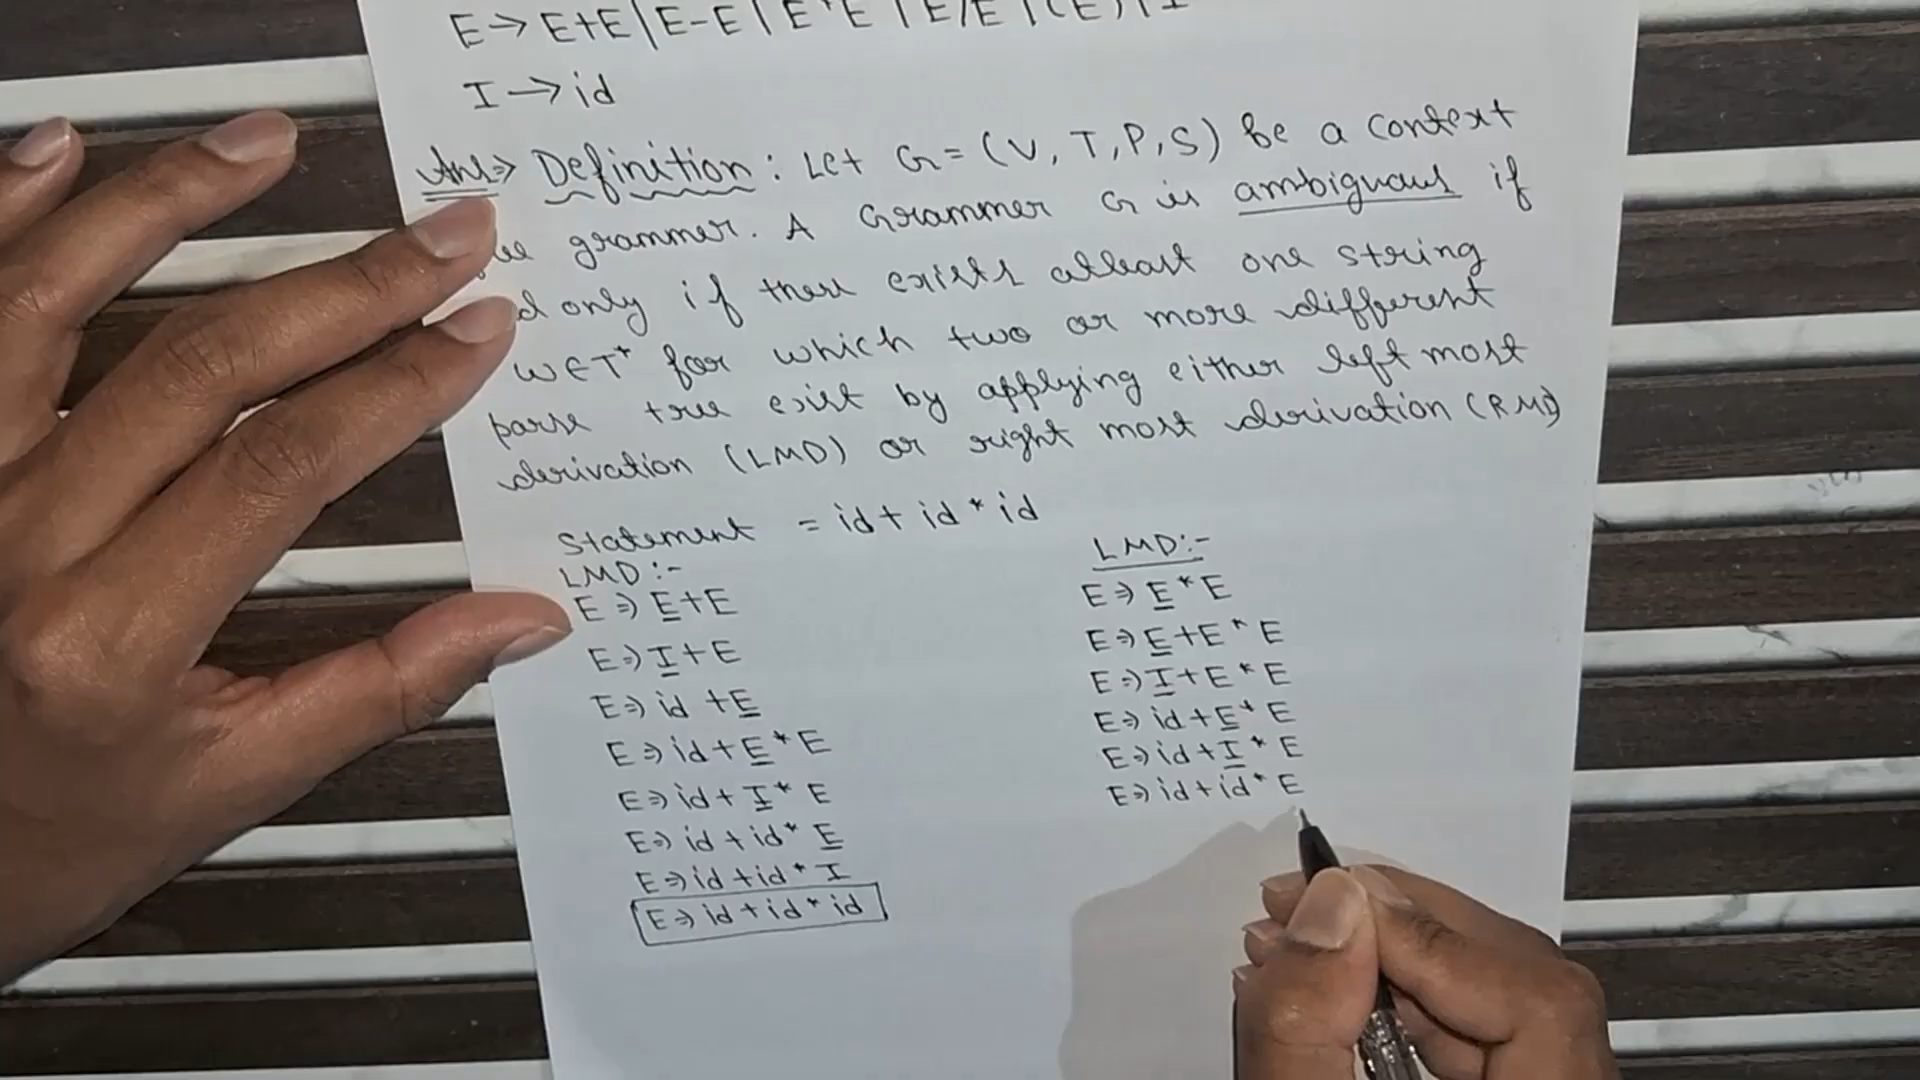 E → E+E | E-E | E*E | E/E | (E) | I
I → id
Ans⇒ Definition : Let G = (V, T, P, S) be a context
grammer. A Grammer G is ambiguous if
only if there exists atleast one string
w∈T* for which two or more different
parse tree exist by applying either left most
derivation (LMD) or right most derivation (RMD)
Statement = id + id * id
LMD :-
E ⇒ E+E
E ⇒ I+E
E ⇒ id +E
E ⇒ id + E * E
E ⇒ id + I * E
E ⇒ id + id * E
E ⇒ id + id * I
E ⇒ id + id * id
LMD :-
E ⇒ E * E
E ⇒ E + E * E
E ⇒ I + E * E
E ⇒ id + E * E
E ⇒ id + I * E
E ⇒ id + id * E